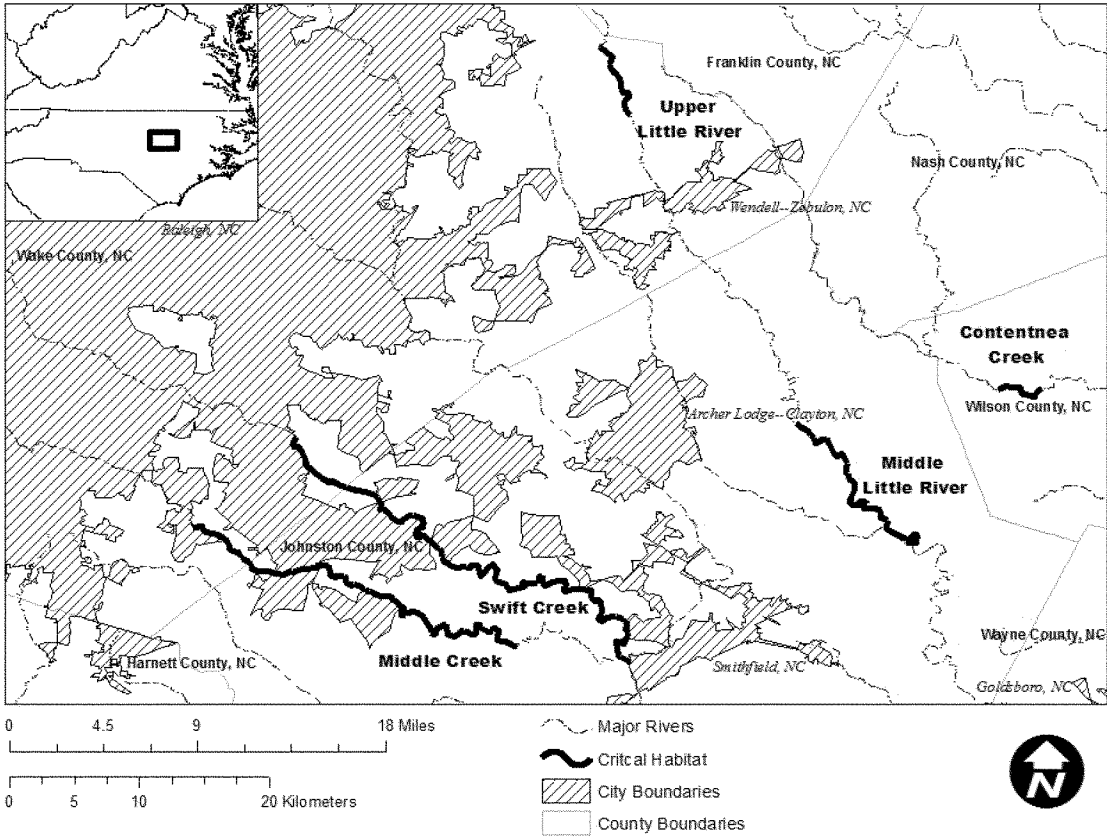 Franklin County, NC
Upper
Little River
Nash County, NC
Wendell--Zebulon, NC
Raleigh, NC
Wake County, NC
Contentnea
Creek
Wilson County, NC
Archer Lodge--Clayton, NC
Middle
Little River
Johnston County, NC
Swift Creek
Middle Creek
Harnett County, NC
Wayne County, NC
Smithfield, NC
Goldsboro, NC
0 4.5 9 18 Miles
0 5 10 20 Kilometers
Major Rivers
Critcal Habitat
City Boundaries
County Boundaries
N